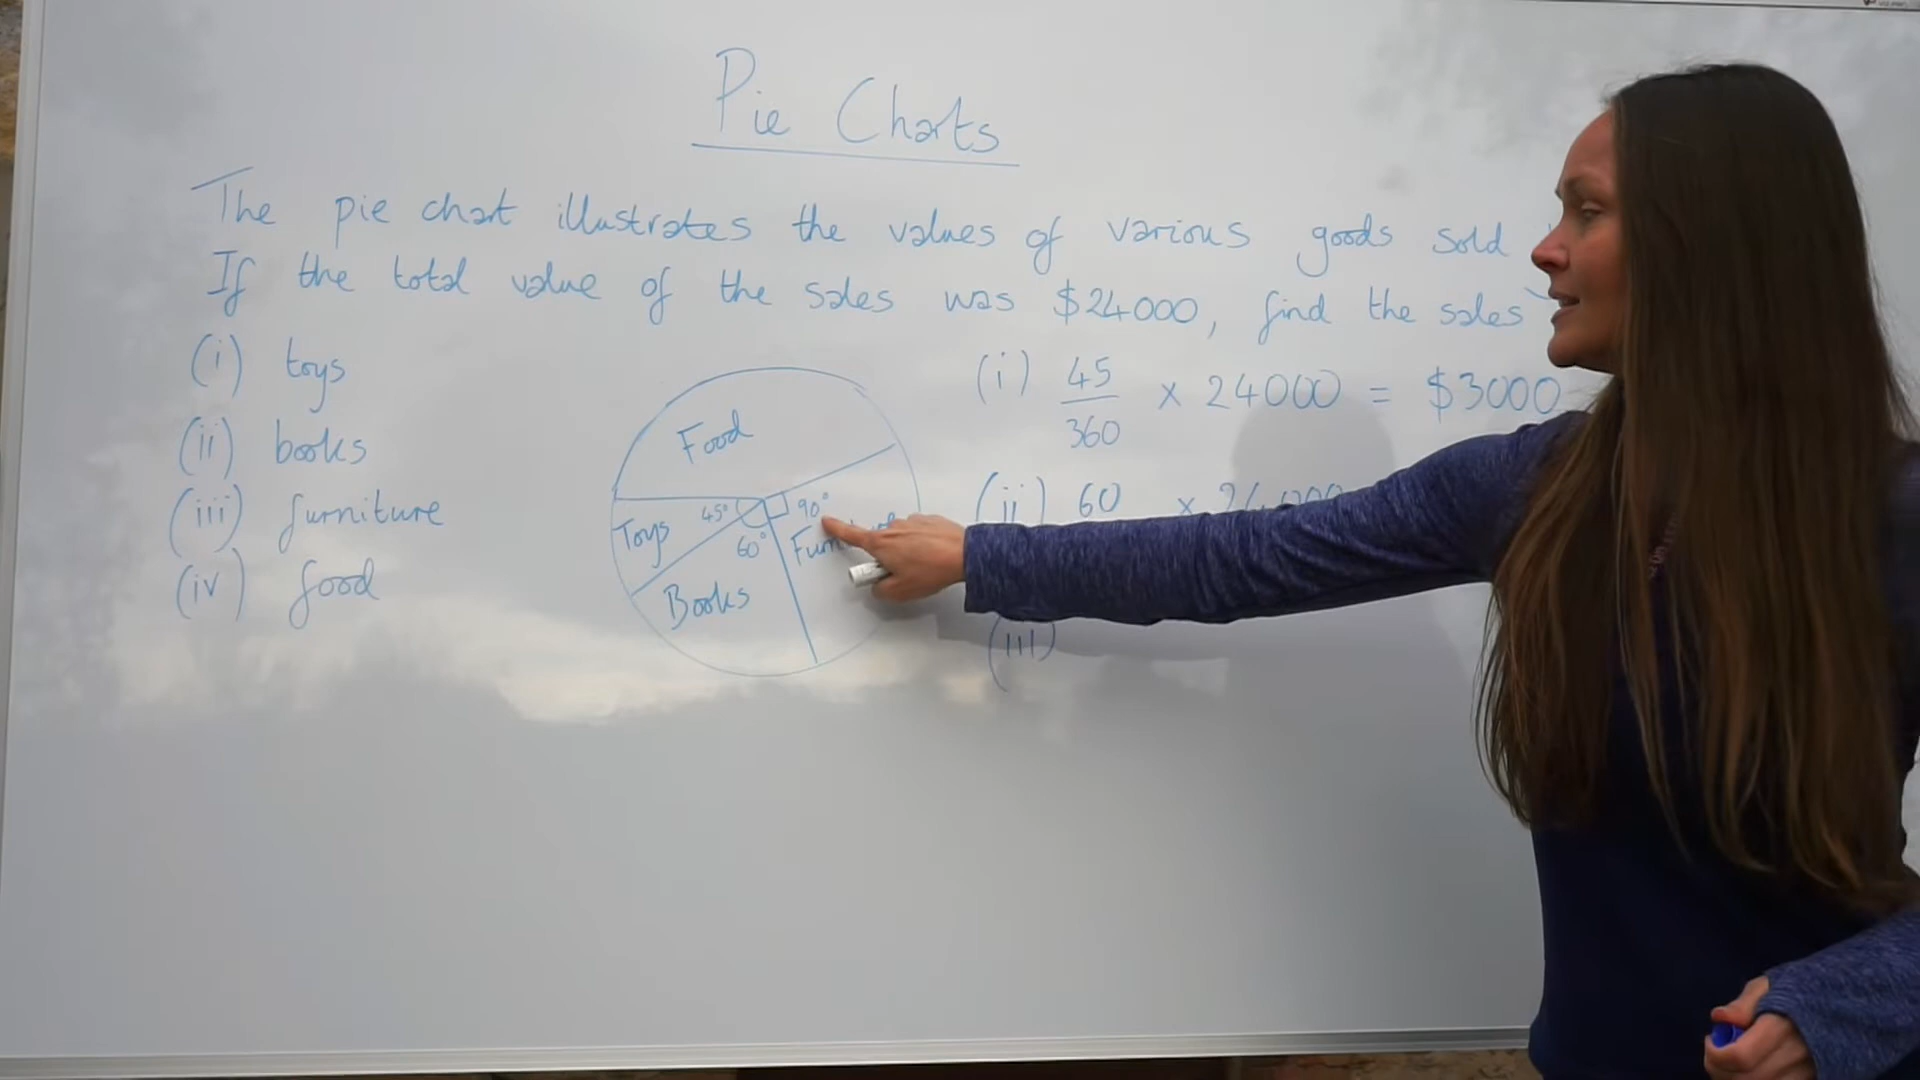 Pie Charts
The pie chart illustrates the values of various goods sold
If the total value of the sales was $24000, find the sales
(i) toys
(ii) books
(iii) furniture
(iv) food
Food
Toys
45°
60°
Books
90°
(i) 45/360 × 24000 = $3000
(ii) 60 × 24000
(iii)